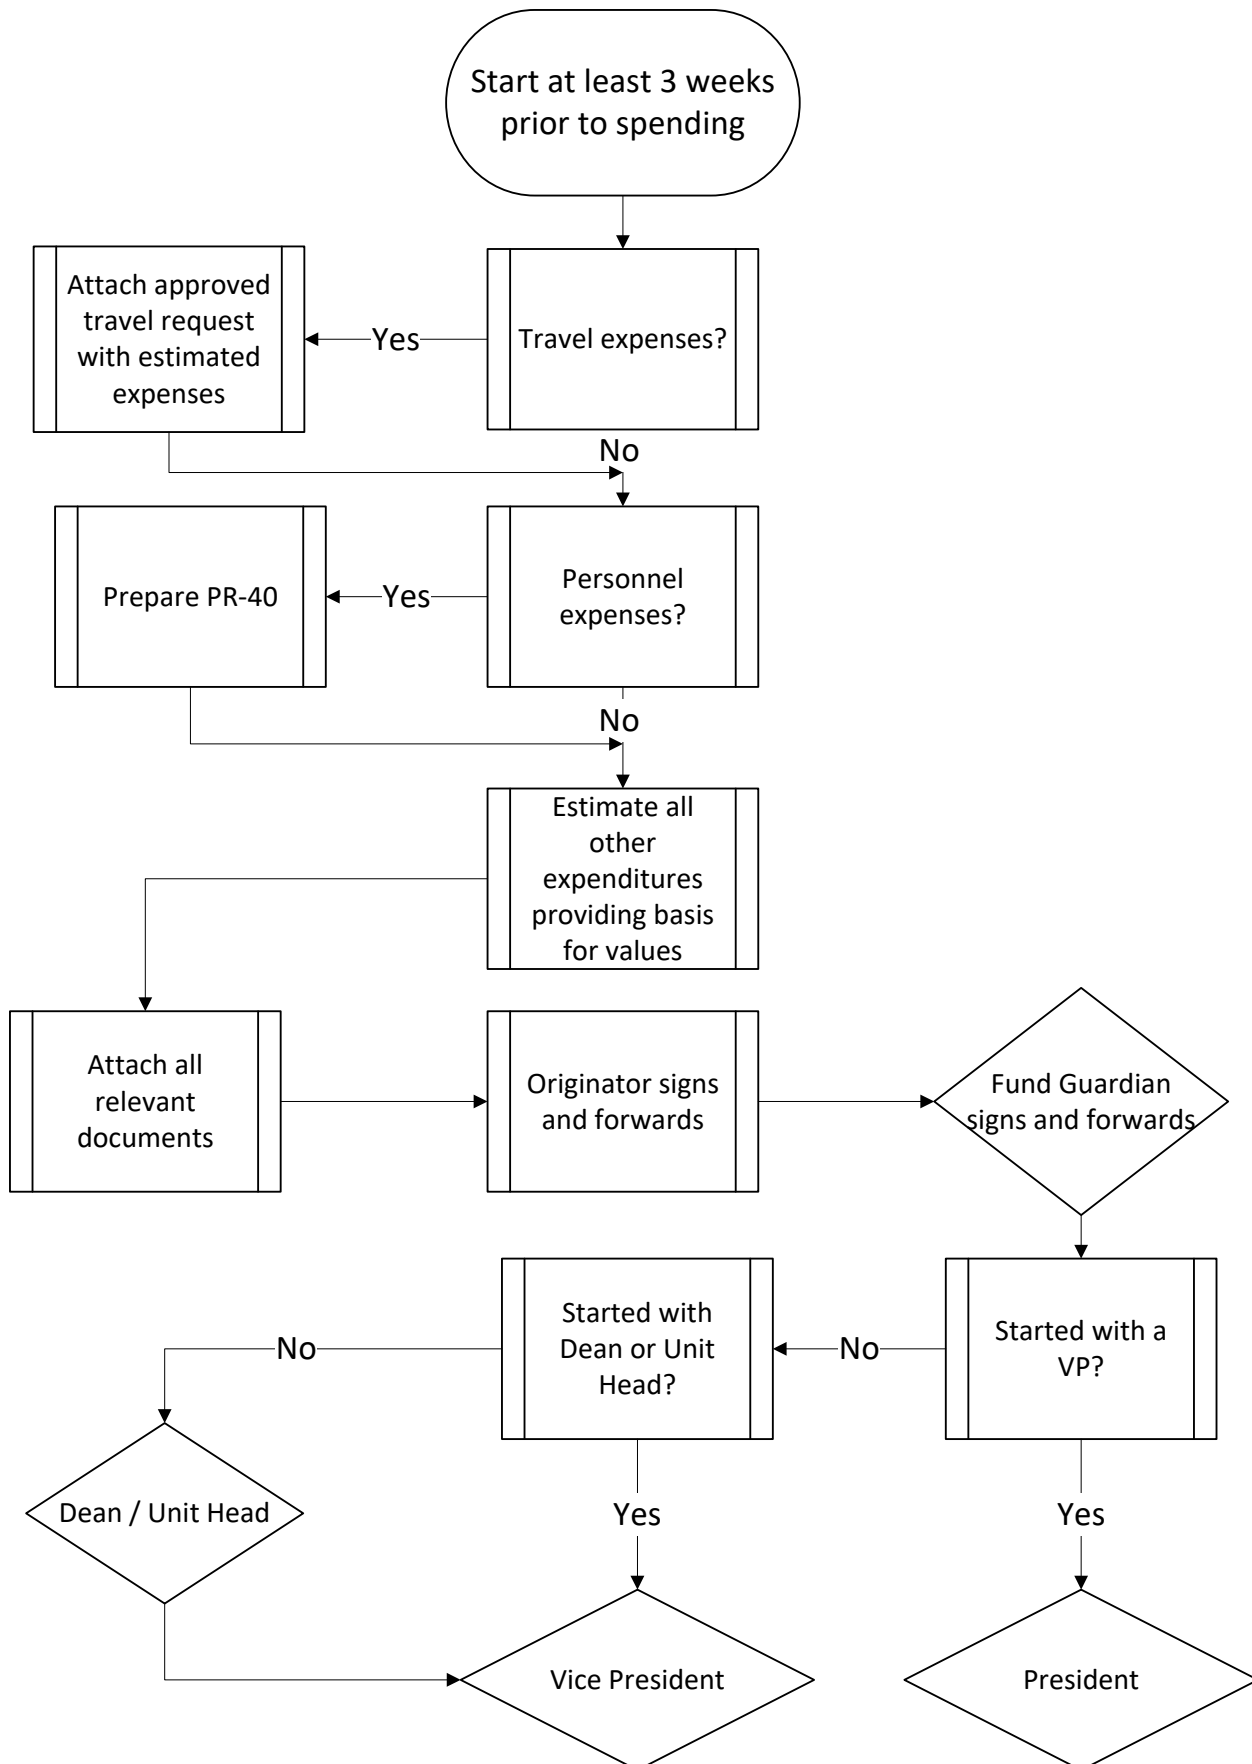 Start at least 3 weeks
prior to spending
Attach approved
travel request
with estimated
expenses
Yes
Travel expenses?
No
Prepare PR-40
Yes
Personnel
expenses?
No
Estimate all
other
expenditures
providing basis
for values
Attach all
relevant
documents
Originator signs
and forwards
Fund Guardian
signs and forwards
Started with a
VP?
No
Started with
Dean or Unit
Head?
No
Dean / Unit Head
Yes
Yes
Vice President
President